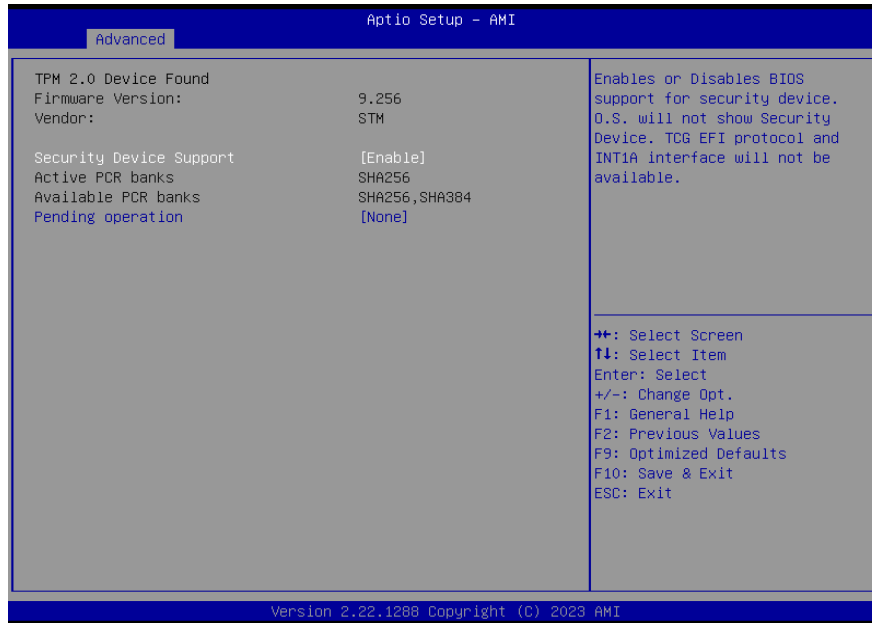 Aptio Setup - AMI
Advanced
TPM 2.0 Device Found
Firmware Version: 9.256
Vendor: STM
Security Device Support [Enable]
Active PCR banks SHA256
Available PCR banks SHA256,SHA384
Pending operation [None]
Enables or Disables BIOS
support for security device.
O.S. will not show Security
Device. TCG EFI protocol and
INT1A interface will not be
available.
→←: Select Screen
↑↓: Select Item
Enter: Select
+/-: Change Opt.
F1: General Help
F2: Previous Values
F9: Optimized Defaults
F10: Save & Exit
ESC: Exit
Version 2.22.1288 Copyright (C) 2023 AMI